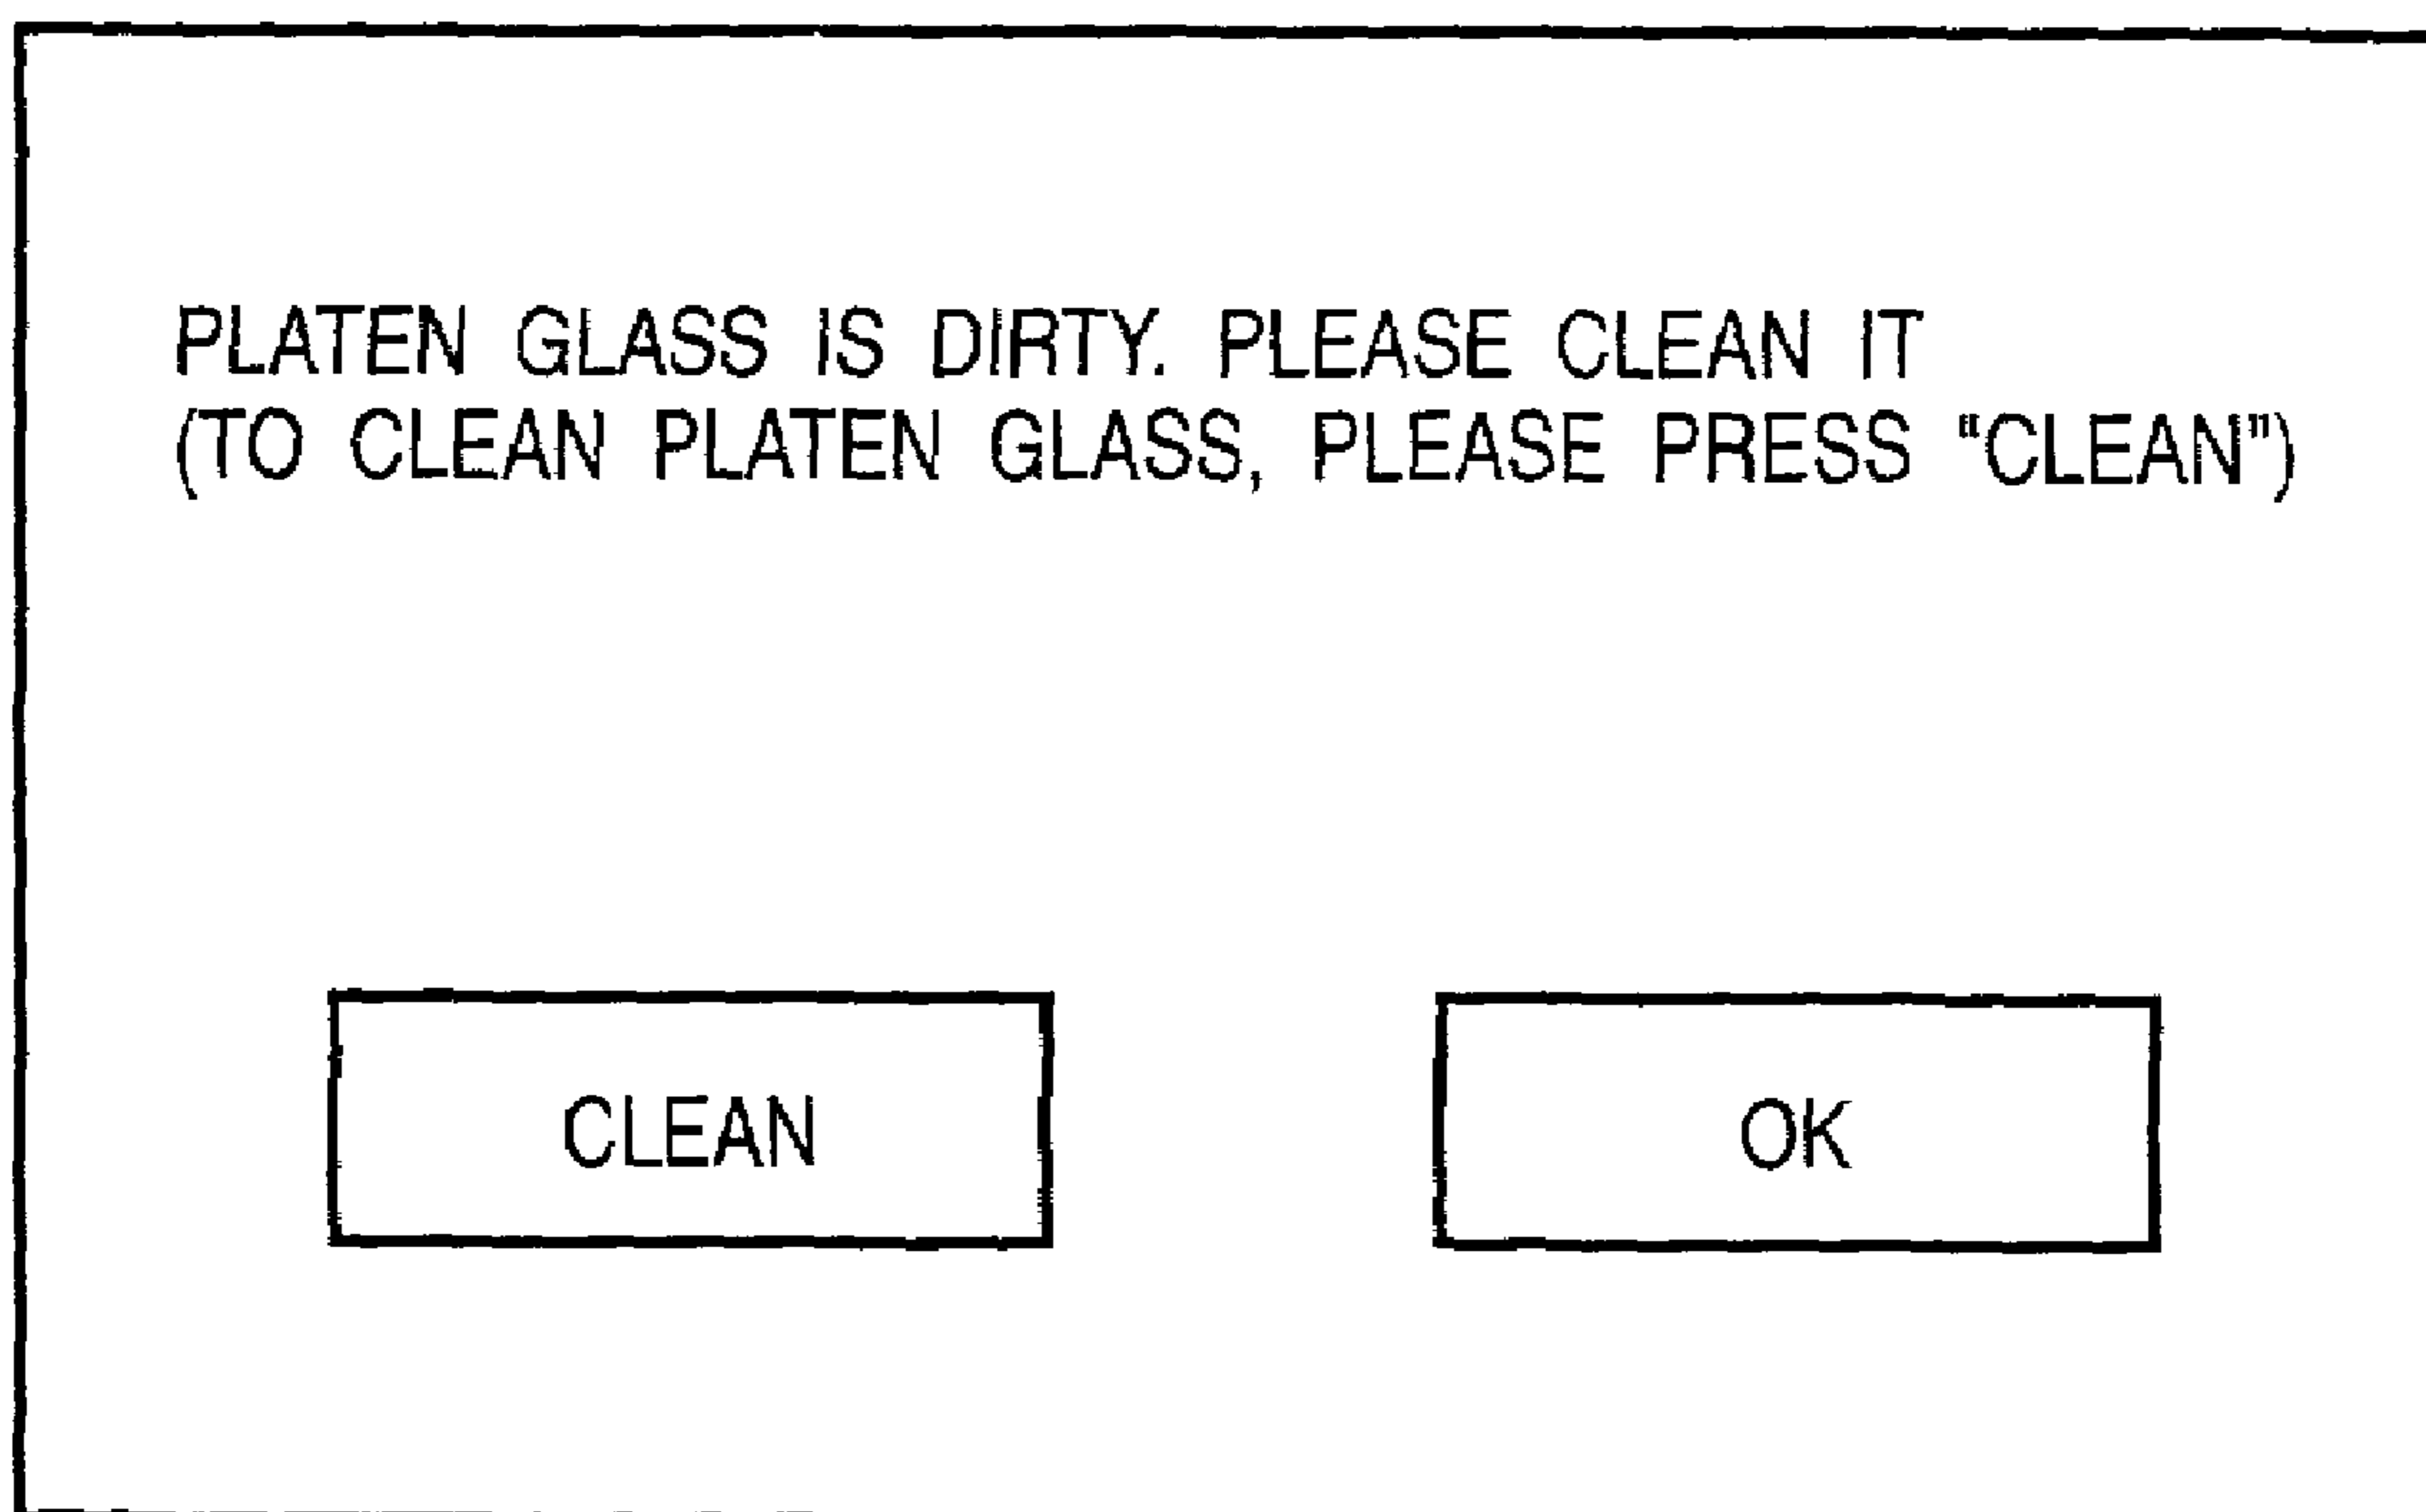 PLATEN GLASS IS DIRTY. PLEASE CLEAN IT
(TO CLEAN PLATEN GLASS, PLEASE PRESS “CLEAN”)
CLEAN
OK